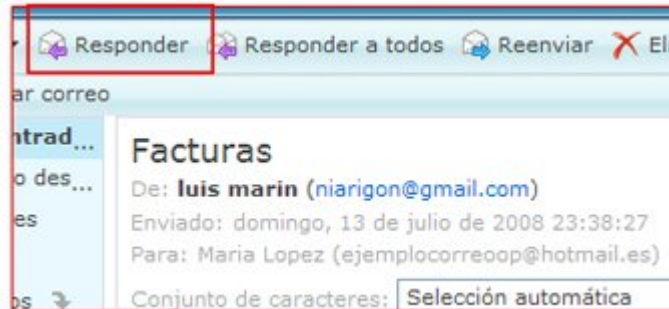 Responder Responder a todos Reenviar El
ar correo
ntrad...
Facturas
o des...
De: luis marin (niarigon@gmail.com)
es
Enviado: domingo, 13 de julio de 2008 23:38:27
Para: Maria Lopez (ejemplocorreoop@hotmail.es)
os
Conjunto de caracteres: Selección automática